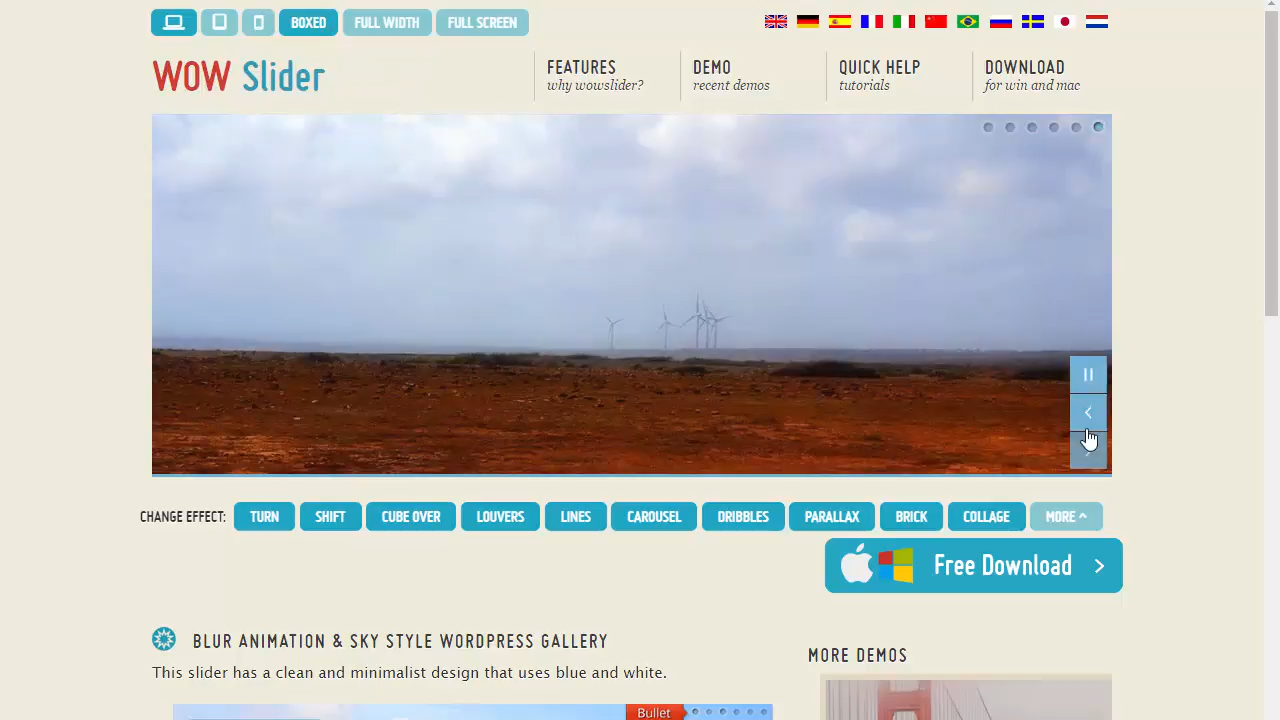 BOXED FULL WIDTH FULL SCREEN
WOW Slider
FEATURES
why wowslider?
DEMO
recent demos
QUICK HELP
tutorials
DOWNLOAD
for win and mac
CHANGE EFFECT: TURN SHIFT CUBE OVER LOUVERS LINES CAROUSEL DRIBBLES PARALLAX BRICK COLLAGE MORE ^
Free Download >
BLUR ANIMATION & SKY STYLE WORDPRESS GALLERY
This slider has a clean and minimalist design that uses blue and white.
MORE DEMOS
Bullet